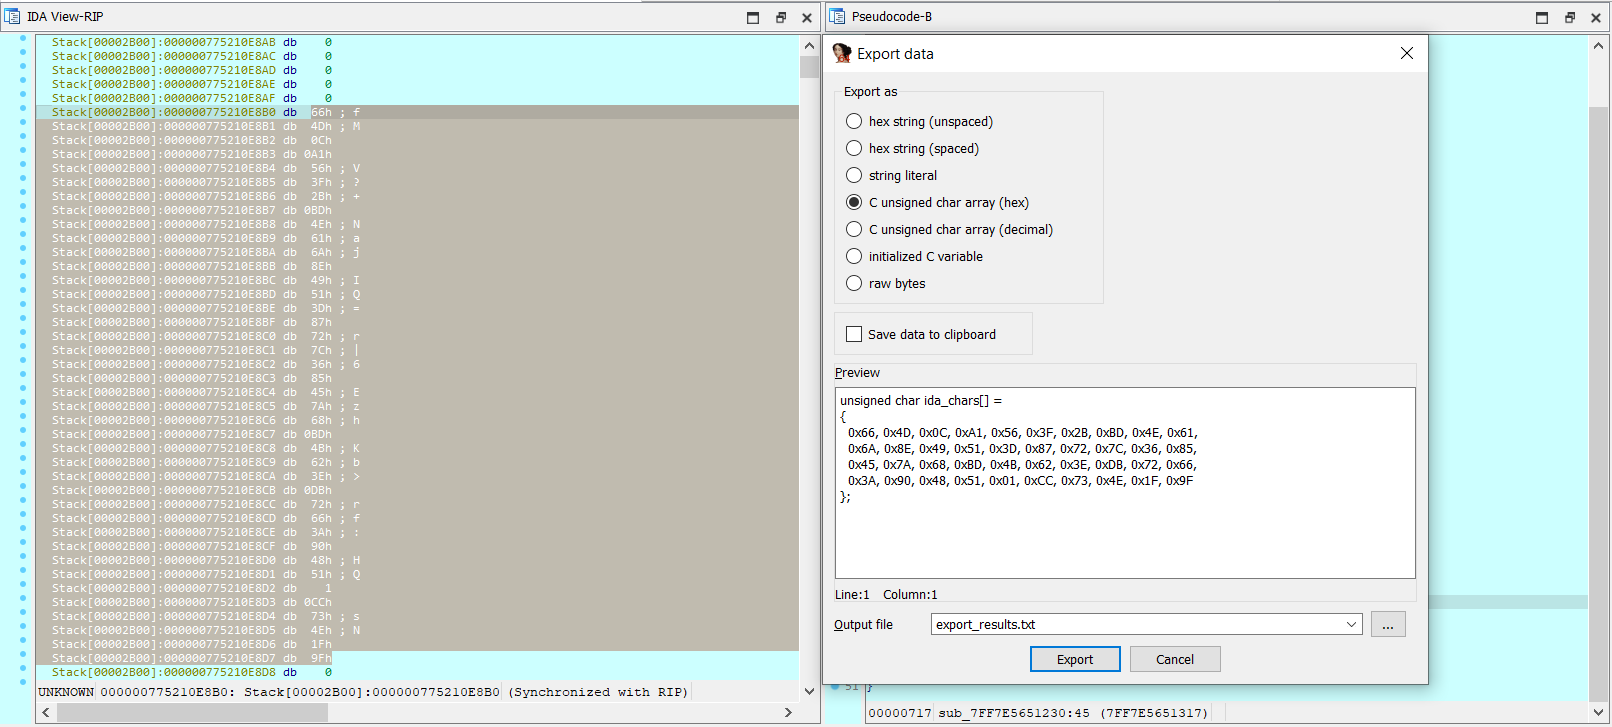 IDA View-RIP
Stack[00002B00]:000000775210E8AB db 0
Stack[00002B00]:000000775210E8AC db 0
Stack[00002B00]:000000775210E8AD db 0
Stack[00002B00]:000000775210E8AE db 0
Stack[00002B00]:000000775210E8AF db 0
Stack[00002B00]:000000775210E8B0 db 66h ; f
Stack[00002B00]:000000775210E8B1 db 4Dh ; M
Stack[00002B00]:000000775210E8B2 db 0Ch
Stack[00002B00]:000000775210E8B3 db 0A1h
Stack[00002B00]:000000775210E8B4 db 56h ; V
Stack[00002B00]:000000775210E8B5 db 3Fh ; ?
Stack[00002B00]:000000775210E8B6 db 2Bh ; +
Stack[00002B00]:000000775210E8B7 db 0BDh
Stack[00002B00]:000000775210E8B8 db 4Eh ; N
Stack[00002B00]:000000775210E8B9 db 61h ; a
Stack[00002B00]:000000775210E8BA db 6Ah ; j
Stack[00002B00]:000000775210E8BB db 8Eh
Stack[00002B00]:000000775210E8BC db 49h ; I
Stack[00002B00]:000000775210E8BD db 51h ; Q
Stack[00002B00]:000000775210E8BE db 3Dh ; =
Stack[00002B00]:000000775210E8BF db 87h
Stack[00002B00]:000000775210E8C0 db 72h ; r
Stack[00002B00]:000000775210E8C1 db 7Ch ; |
Stack[00002B00]:000000775210E8C2 db 36h ; 6
Stack[00002B00]:000000775210E8C3 db 85h
Stack[00002B00]:000000775210E8C4 db 45h ; E
Stack[00002B00]:000000775210E8C5 db 7Ah ; z
Stack[00002B00]:000000775210E8C6 db 68h ; h
Stack[00002B00]:000000775210E8C7 db 0BDh
Stack[00002B00]:000000775210E8C8 db 4Bh ; K
Stack[00002B00]:000000775210E8C9 db 62h ; b
Stack[00002B00]:000000775210E8CA db 3Eh ; >
Stack[00002B00]:000000775210E8CB db 0DBh
Stack[00002B00]:000000775210E8CC db 72h ; r
Stack[00002B00]:000000775210E8CD db 66h ; f
Stack[00002B00]:000000775210E8CE db 3Ah ; :
Stack[00002B00]:000000775210E8CF db 90h
Stack[00002B00]:000000775210E8D0 db 48h ; H
Stack[00002B00]:000000775210E8D1 db 51h ; Q
Stack[00002B00]:000000775210E8D2 db 1
Stack[00002B00]:000000775210E8D3 db 0CCh
Stack[00002B00]:000000775210E8D4 db 73h ; s
Stack[00002B00]:000000775210E8D5 db 4Eh ; N
Stack[00002B00]:000000775210E8D6 db 1Fh
Stack[00002B00]:000000775210E8D7 db 9Fh
Stack[00002B00]:000000775210E8D8 db 0
UNKNOWN 000000775210E8B0: Stack[00002B00]:000000775210E8B0 (Synchronized with RIP)
Pseudocode-B
Export data
Export as
hex string (unspaced)
hex string (spaced)
string literal
C unsigned char array (hex)
C unsigned char array (decimal)
initialized C variable
raw bytes
Save data to clipboard
Preview
unsigned char ida_chars[] =
{
0x66, 0x4D, 0x0C, 0xA1, 0x56, 0x3F, 0x2B, 0xBD, 0x4E, 0x61,
0x6A, 0x8E, 0x49, 0x51, 0x3D, 0x87, 0x72, 0x7C, 0x36, 0x85,
0x45, 0x7A, 0x68, 0xBD, 0x4B, 0x62, 0x3E, 0xDB, 0x72, 0x66,
0x3A, 0x90, 0x48, 0x51, 0x01, 0xCC, 0x73, 0x4E, 0x1F, 0x9F
};
Line:1 Column:1
Output file
export_results.txt
...
Export
Cancel
51 }
00000717 sub_7FF7E5651230:45 (7FF7E5651317)